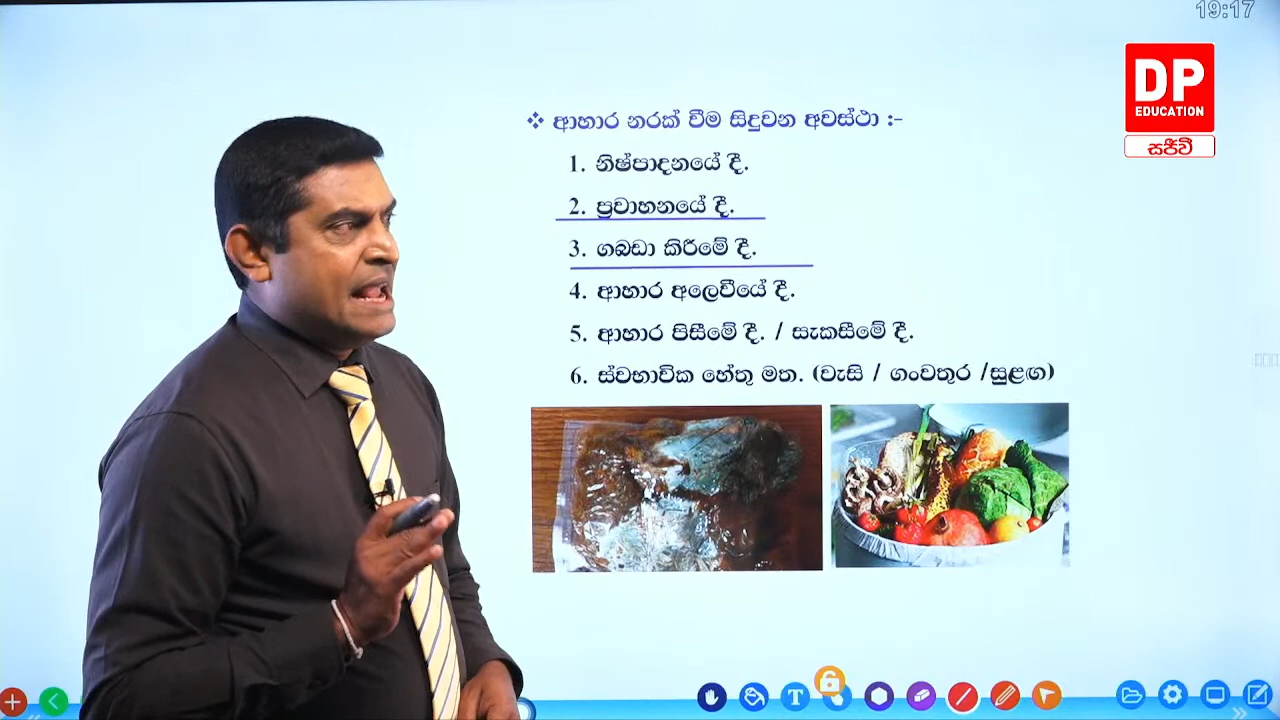 19:17
DP
EDUCATION
සජීවී
❖ ආහාර නරක් වීම සිදුවන අවස්ථා :-
1. නිෂ්පාදනයේ දී.
2. ප්‍රවාහනයේ දී.
3. ගබඩා කිරීමේ දී.
4. ආහාර අලෙවියේ දී.
5. ආහාර පිසීමේ දී. / සැකසීමේ දී.
6. ස්වභාවික හේතු මත. (වැසි / ගංවතුර /සුළඟ)